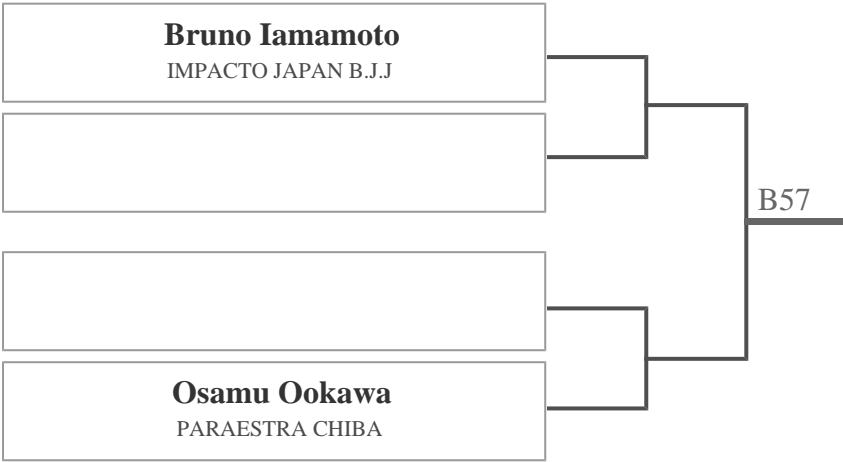 Bruno Iamamoto
IMPACTO JAPAN B.J.J
B57
Osamu Ookawa
PARAESTRA CHIBA